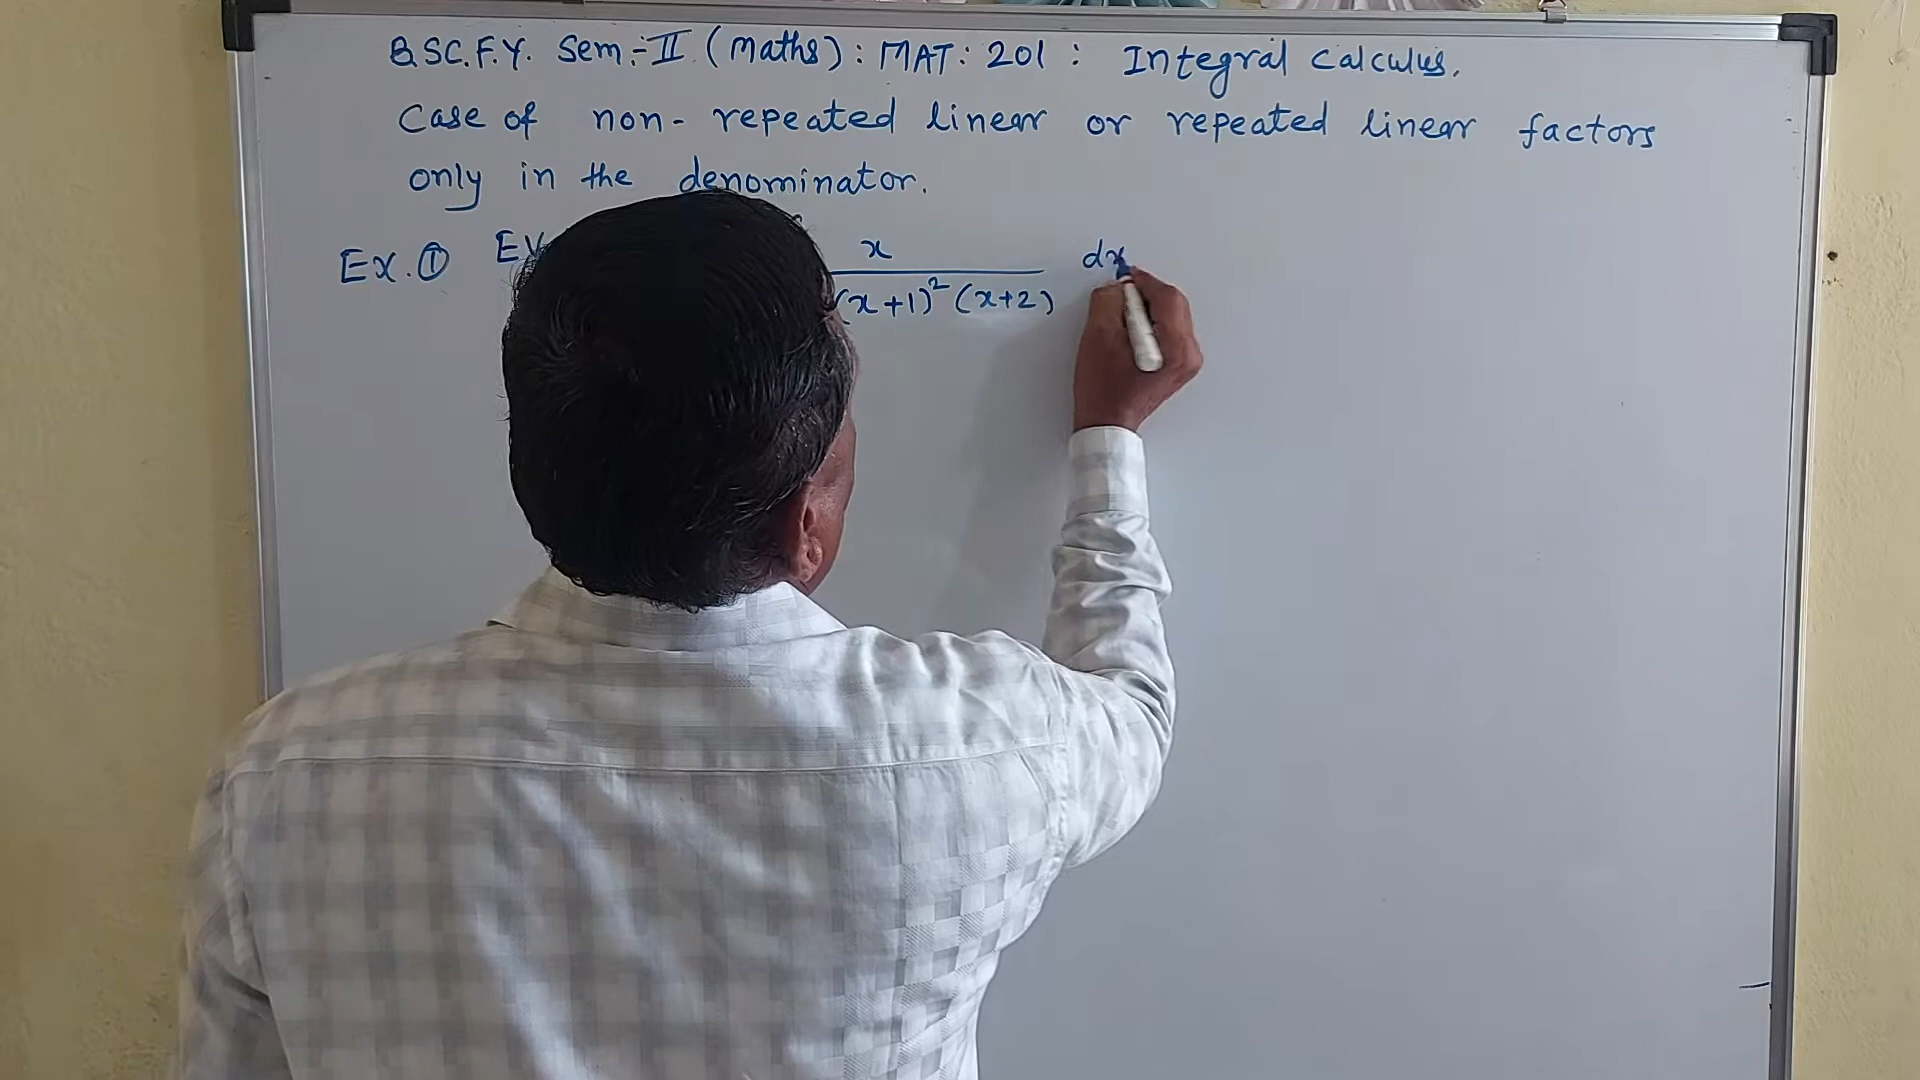 B.SC.F.Y. Sem:-II (Maths): MAT: 201 : Integral Calculus.
Case of non-repeated linear or repeated linear factors
only in the denominator.
Ex.① x/(x+1)² (x+2) dx